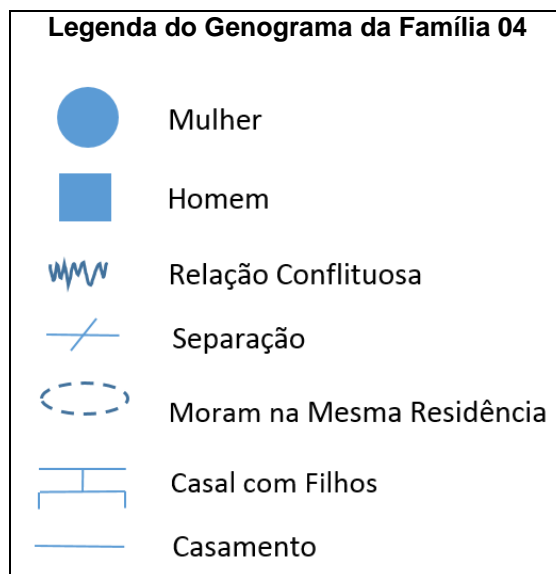 Legenda do Genograma da Família 04
Mulher
Homem
Relação Conflituosa
Separação
Moram na Mesma Residência
Casal com Filhos
Casamento